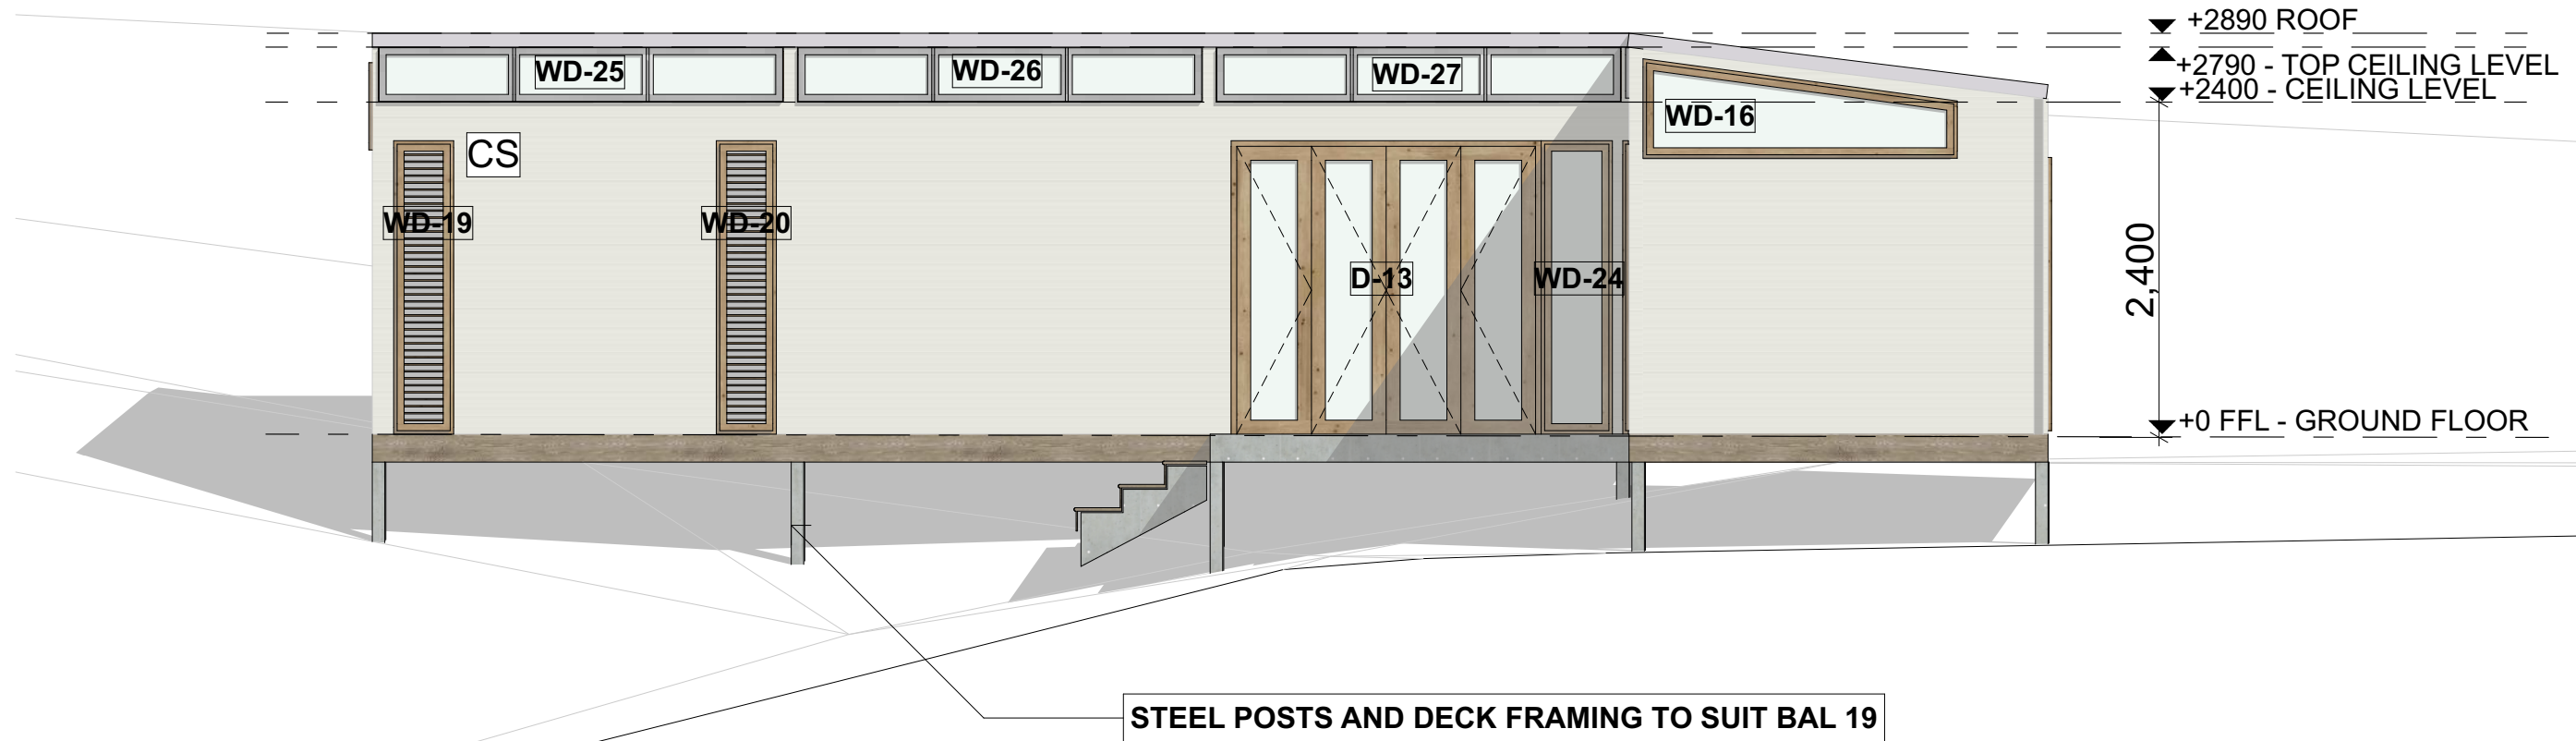 +2890 ROOF
+2790 - TOP CEILING LEVEL
+2400 - CEILING LEVEL
WD-25
WD-26
WD-27
WD-16
CS
WD-19
WD-20
D-13
WD-24
2,400
+0 FFL - GROUND FLOOR
STEEL POSTS AND DECK FRAMING TO SUIT BAL 19